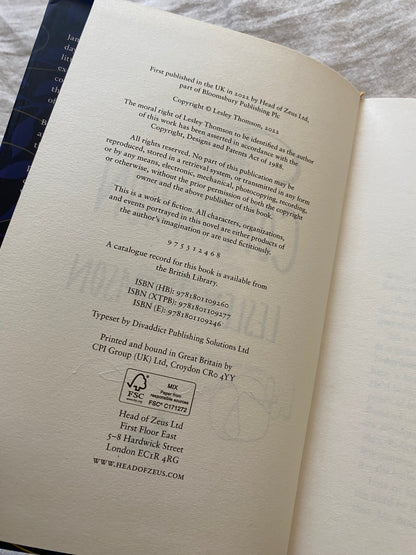 First published in the UK in 2022 by Head of Zeus Ltd,
part of Bloomsbury Publishing Plc
Copyright © Lesley Thomson, 2022
The moral right of Lesley Thomson to be identified as the author
of this work has been asserted in accordance with the
Copyright, Designs and Patents Act of 1988.
All rights reserved. No part of this publication may be
reproduced, stored in a retrieval system, or transmitted in any form
or by any means, electronic, mechanical, photocopying, recording,
or otherwise, without the prior permission of both the copyright
owner and the above publisher of this book.
This is a work of fiction. All characters, organizations,
and events portrayed in this novel are either products of
the author's imagination or are used fictitiously.
9 7 5 3 1 2 4 6 8
A catalogue record for this book is available from
the British Library.
ISBN (HB): 9781801109260
ISBN (XTPB): 9781801109277
ISBN (E): 9781801109246
Typeset by Divaddict Publishing Solutions Ltd
Printed and bound in Great Britain by
CPI Group (UK) Ltd, Croydon CR0 4YY
FSC
www.fsc.org
MIX
Paper from
responsible sources
FSC® C171272
Head of Zeus Ltd
First Floor East
5–8 Hardwick Street
London EC1R 4RG
WWW.HEADOFZEUS.COM